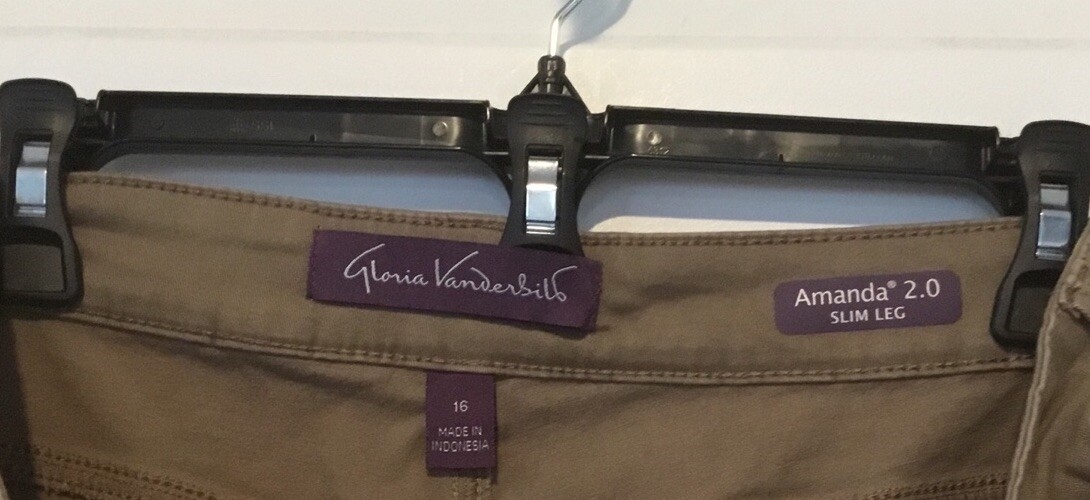 Gloria Vanderbilt
Amanda® 2.0
SLIM LEG
16
MADE IN
INDONESIA